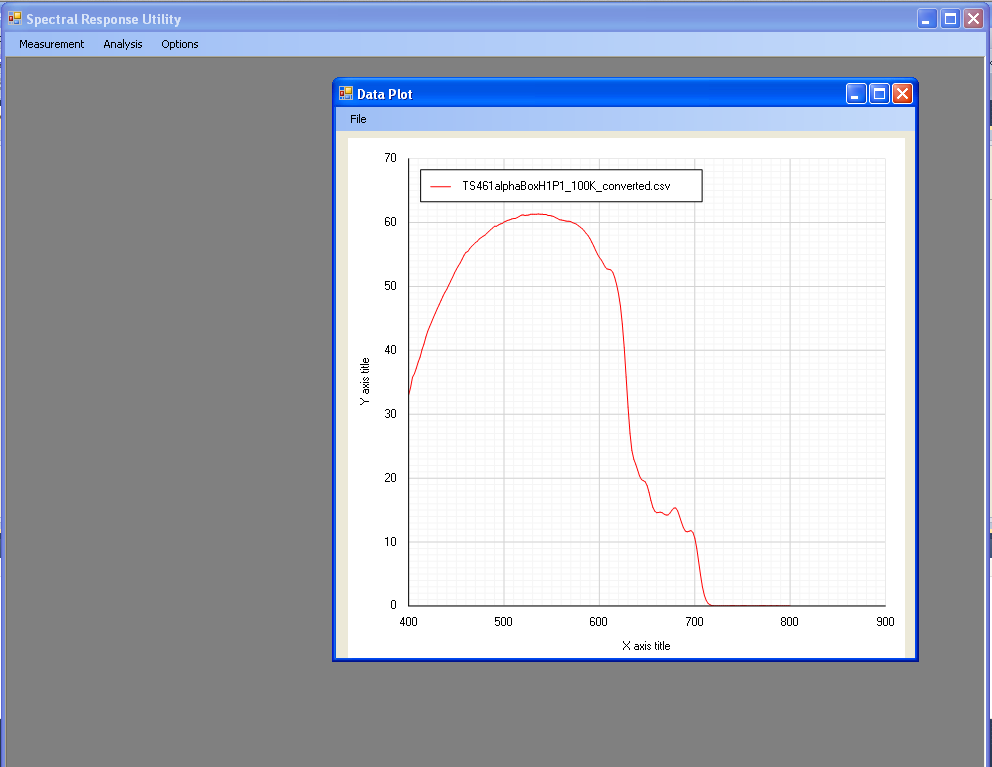 Spectral Response Utility
Measurement Analysis Options
Data Plot
File
70
TS461alphaBoxH1P1_100K_converted.csv
60
50
40
Y axis title
30
20
10
0
400 500 600 700 800 900
X axis title